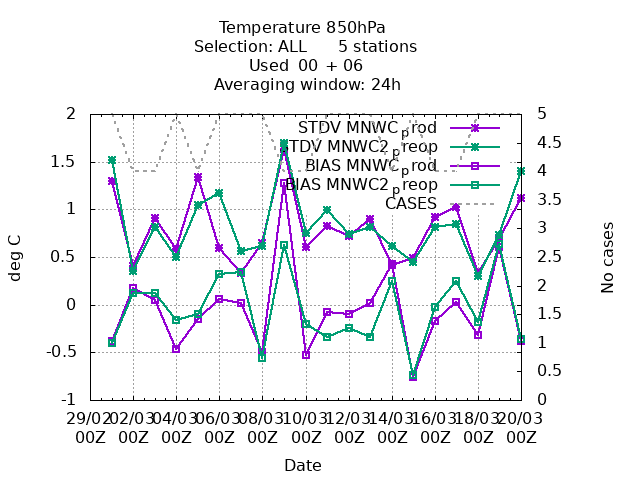 Temperature 850hPa
Selection: ALL 5 stations
Used 00 + 06
Averaging window: 24h
2
1.5
1
0.5
0
-0.5
-1
deg C
5
4.5
4
3.5
3
2.5
2
1.5
1
0.5
0
No cases
STDV MNWC_prod
STDV MNWC2_preop
BIAS MNWC_prod
BIAS MNWC2_preop
CASES
29/02 02/03 04/03 06/03 08/03 10/03 12/03 14/03 16/03 18/03 20/03
00Z 00Z 00Z 00Z 00Z 00Z 00Z 00Z 00Z 00Z 00Z
Date